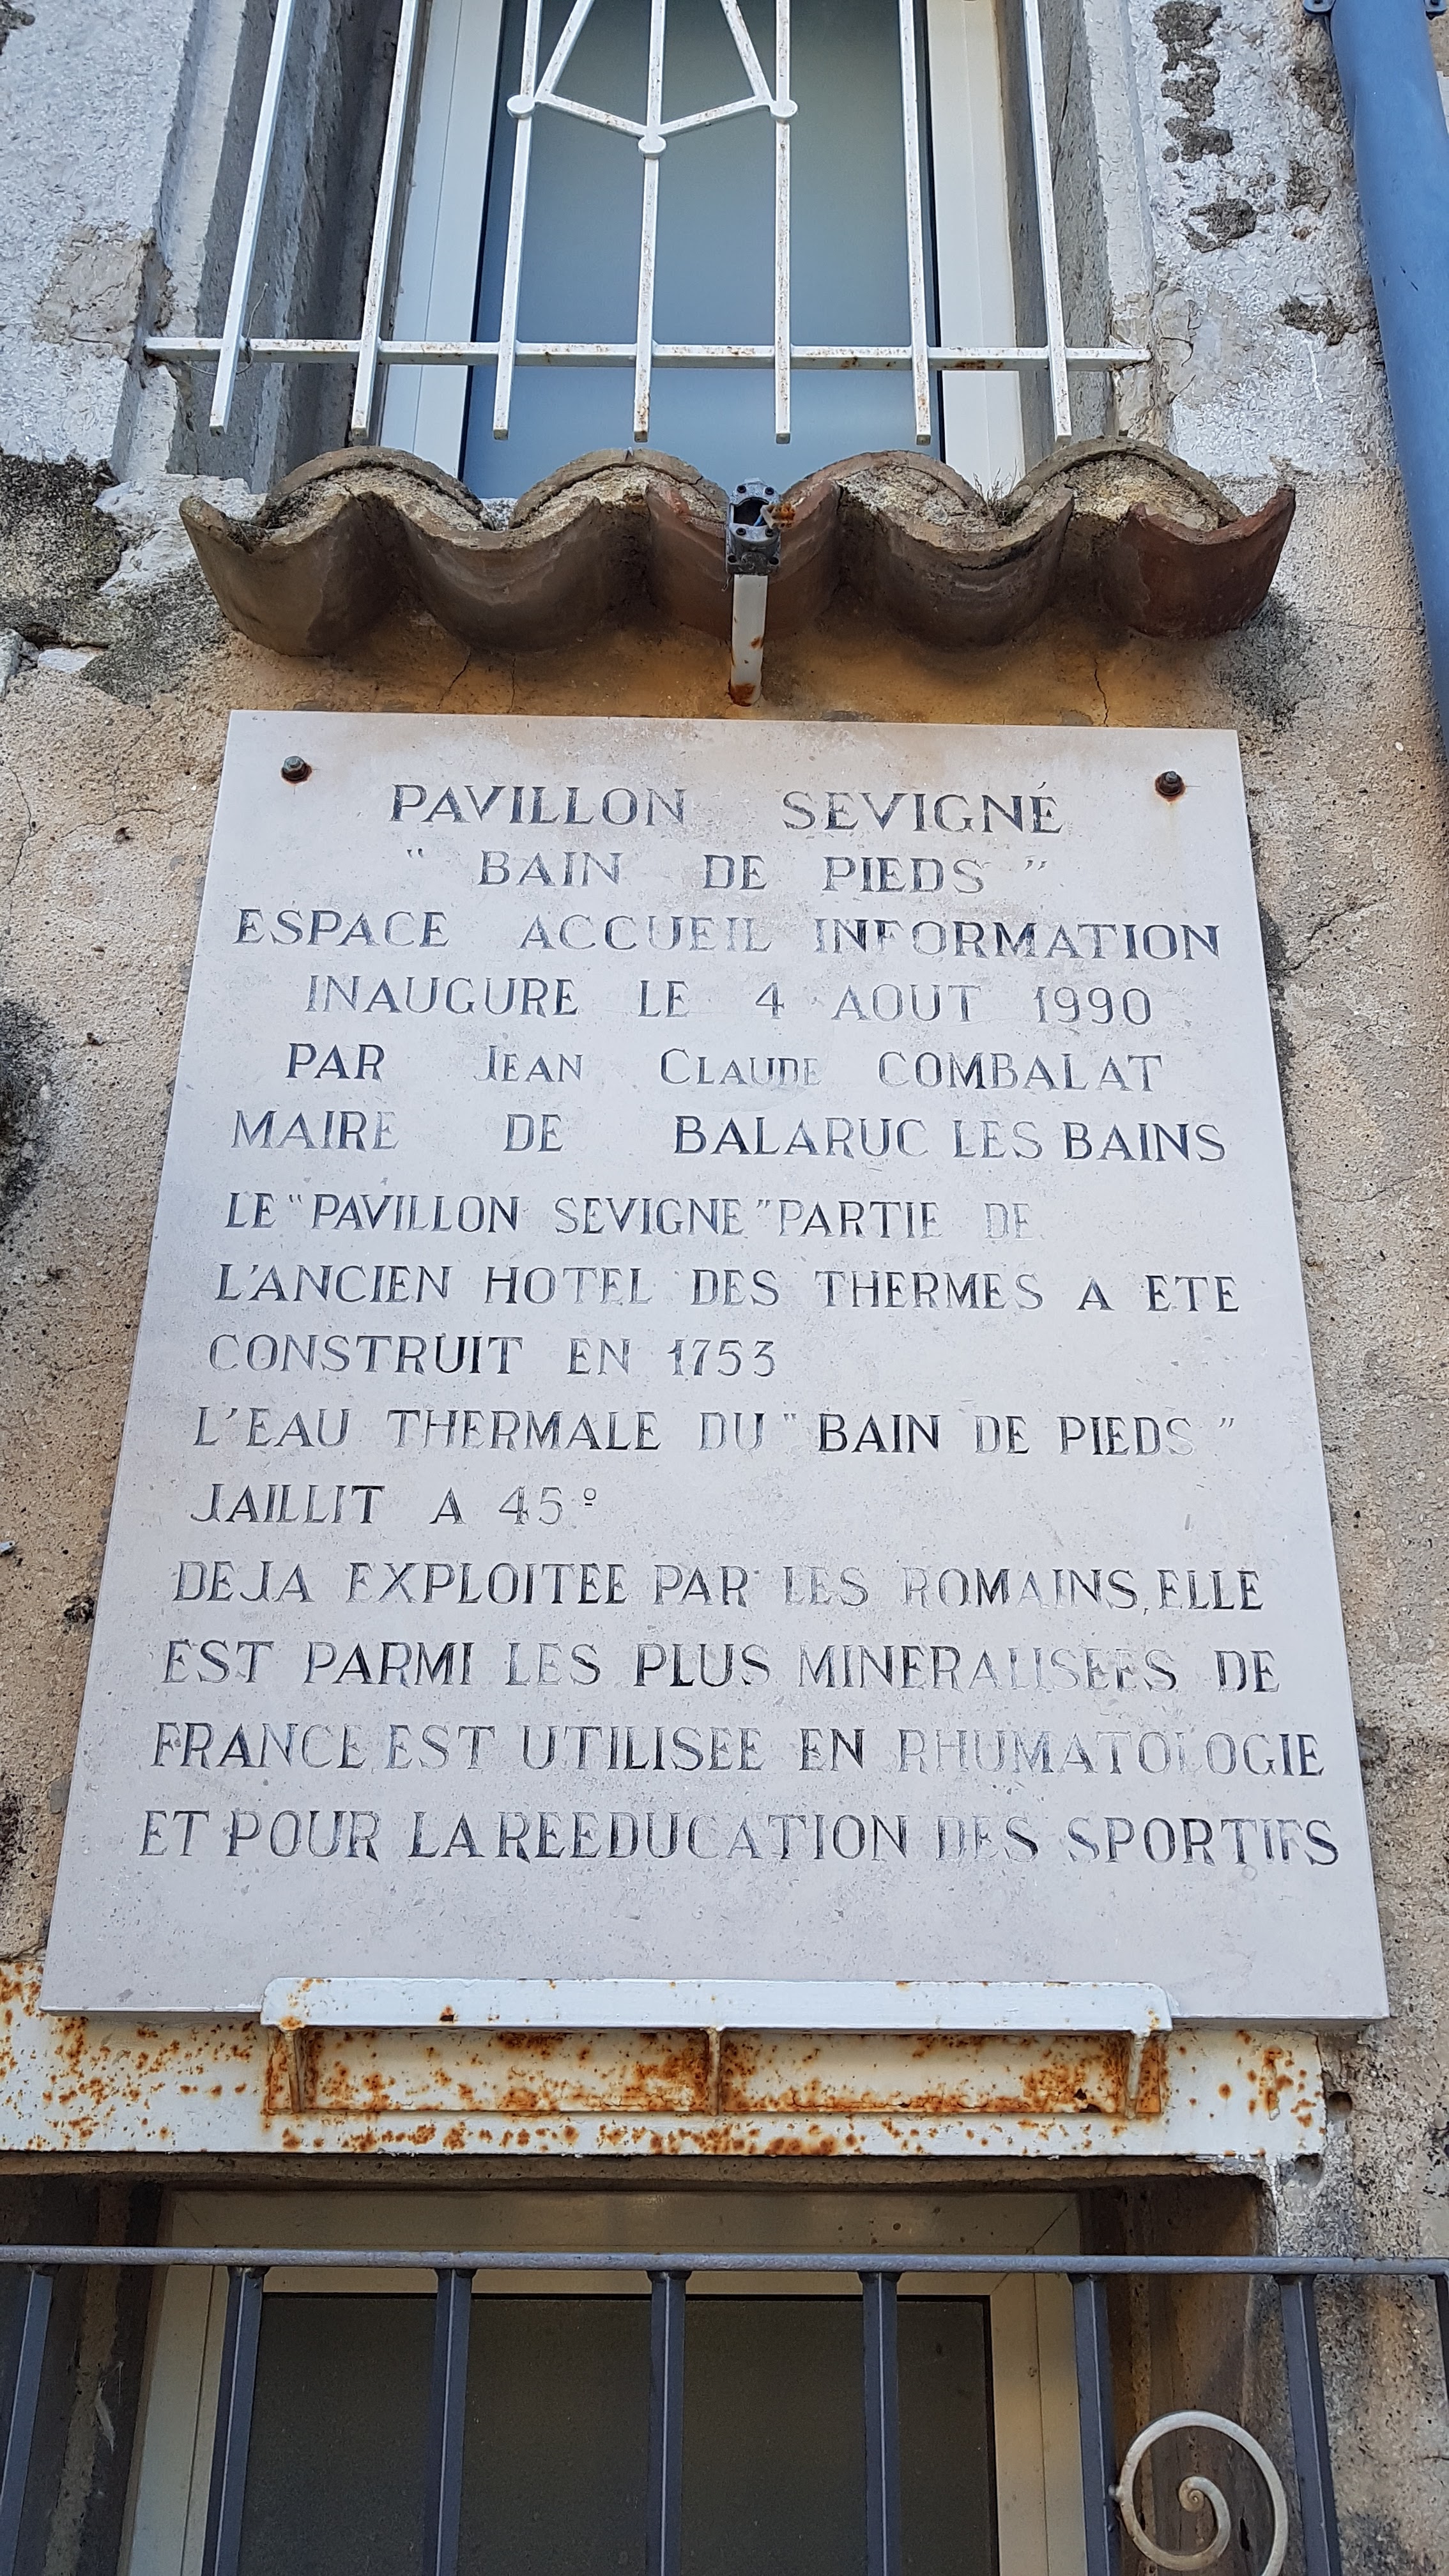 PAVILLON SEVIGNÉ
" BAIN DE PIEDS "
ESPACE ACCUEIL INFORMATION
INAUGURE LE 4 AOUT 1990
PAR JEAN CLAUDE COMBALAT
MAIRE DE BALARUC LES BAINS
LE "PAVILLON SEVIGNE" PARTIE DE
L'ANCIEN HOTEL DES THERMES A ETE
CONSTRUIT EN 1753
L'EAU THERMALE DU " BAIN DE PIEDS "
JAILLIT A 45º
DEJA EXPLOITEE PAR LES ROMAINS, ELLE
EST PARMI LES PLUS MINERALISEES DE
FRANCE, EST UTILISEE EN RHUMATOLOGIE
ET POUR LA REEDUCATION DES SPORTIFS